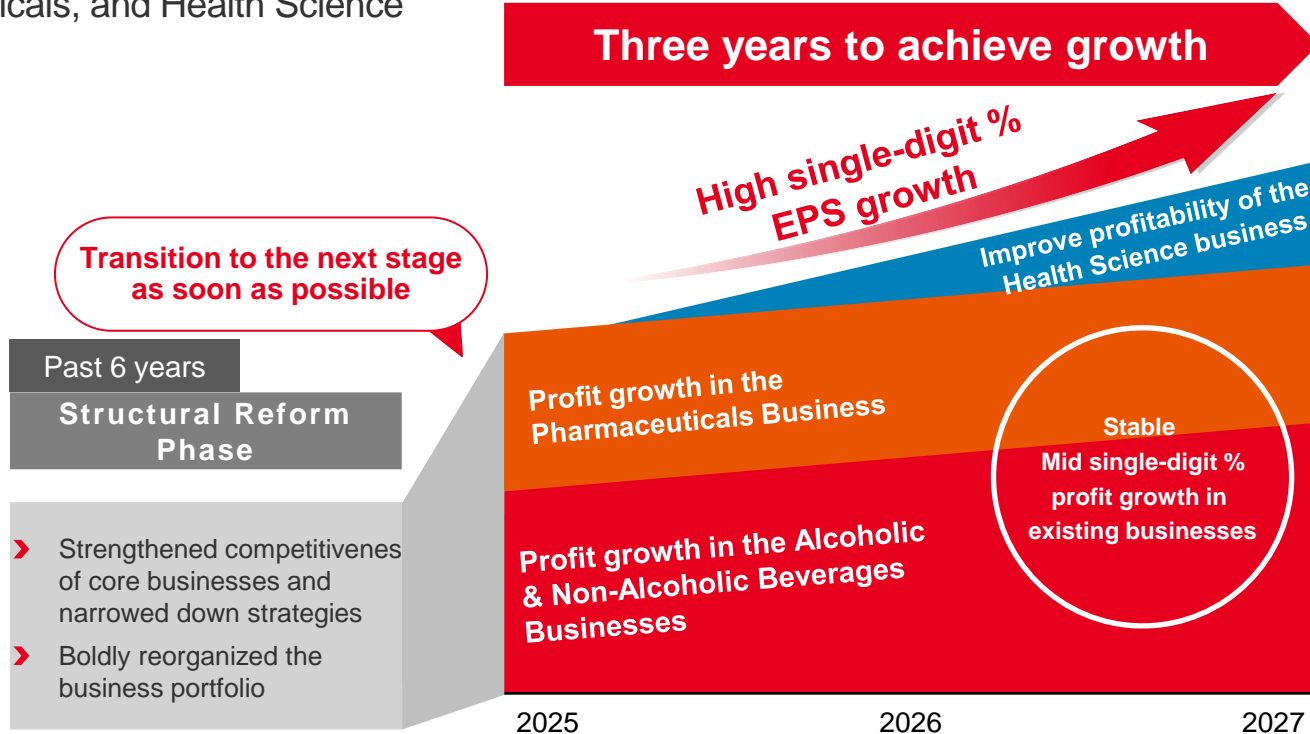 icals, and Health Science
Three years to achieve growth
High single-digit %
EPS growth
Improve profitability of the
Health Science business
Transition to the next stage
as soon as possible
Past 6 years
Structural Reform
Phase
Strengthened competitivenes
of core businesses and
narrowed down strategies
Boldly reorganized the
business portfolio
Profit growth in the
Pharmaceuticals Business
Stable
Mid single-digit %
profit growth in
existing businesses
Profit growth in the Alcoholic
& Non-Alcoholic Beverages
Businesses
2025
2026
2027